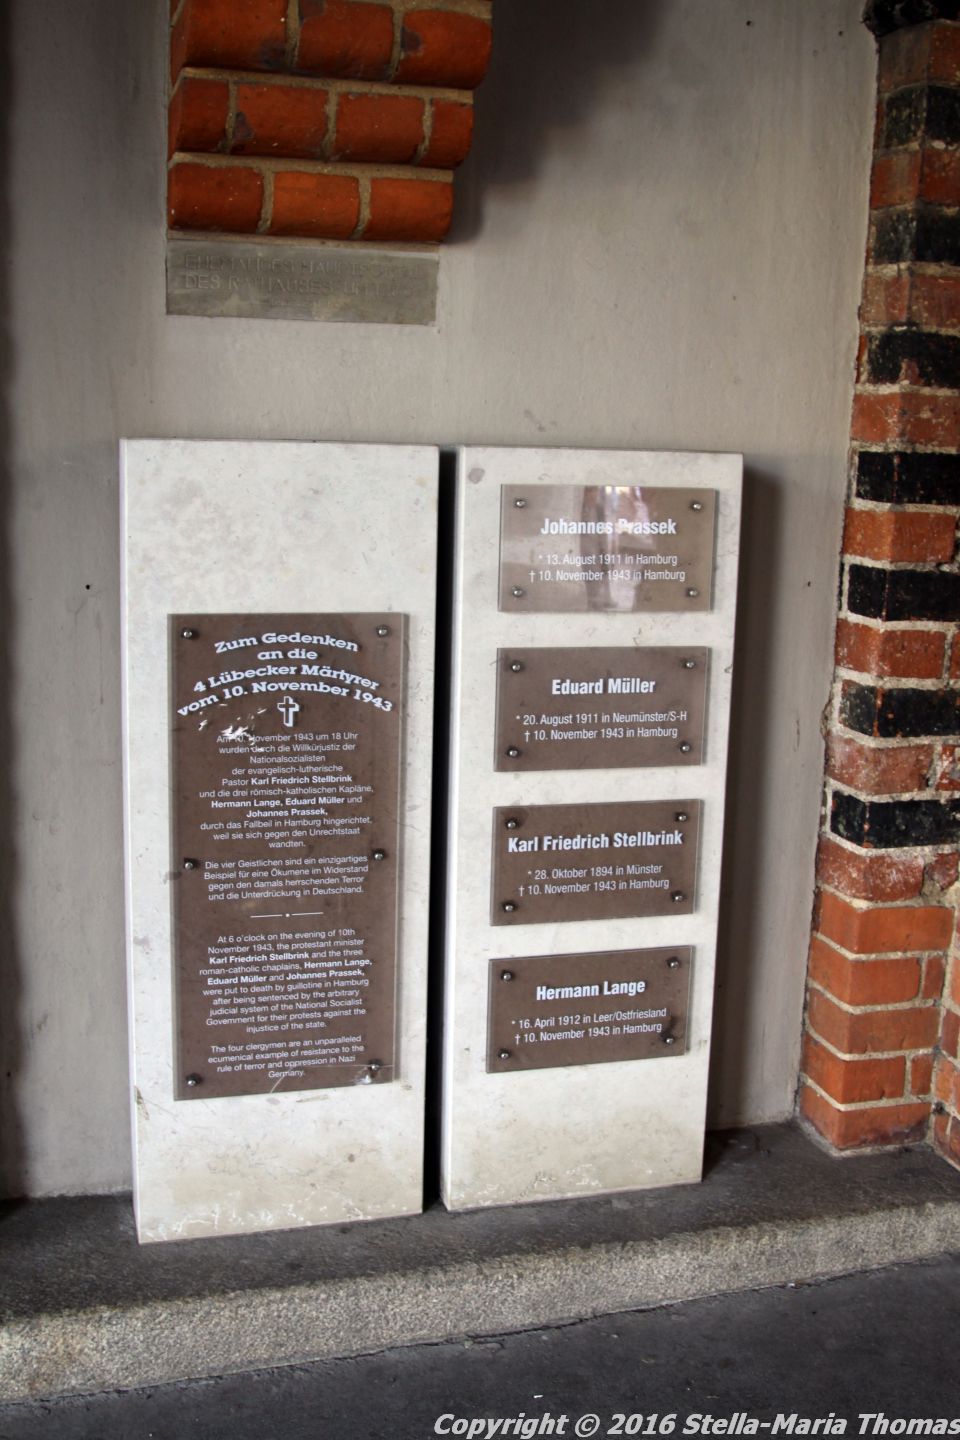 DES RATHAUSES
Zum Gedenken
an die
4 Lübecker Märtyrer
vom 10. November 1943
Am 10. November 1943 um 18 Uhr
wurden durch die Willkürjustiz der
Nationalsozialisten
der evangelisch-lutherische
Pastor Karl Friedrich Stellbrink
und die drei römisch-katholischen Kapläne,
Hermann Lange, Eduard Müller und
Johannes Prassek,
durch das Fallbeil in Hamburg hingerichtet,
weil sie sich gegen den Unrechtstaat
wandten.
Die vier Geistlichen sind ein einzigartiges
Beispiel für eine Ökumene im Widerstand
gegen den damals herrschenden Terror
und die Unterdrückung in Deutschland.
At 6 o'clock on the evening of 10th
November 1943, the protestant minister
Karl Friedrich Stellbrink and the three
roman-catholic chaplains, Hermann Lange,
Eduard Müller and Johannes Prassek,
were put to death by guillotine in Hamburg
after being sentenced by the arbitrary
judicial system of the National Socialist
Government for their protests against the
injustice of the state.
The four clergymen are an unparalleled
ecumenical example of resistance to the
rule of terror and oppression in Nazi
Germany.
Johannes Prassek
* 13. August 1911 in Hamburg
† 10. November 1943 in Hamburg
Eduard Müller
* 20. August 1911 in Neumünster/S-H
† 10. November 1943 in Hamburg
Karl Friedrich Stellbrink
* 28. Oktober 1894 in Münster
† 10. November 1943 in Hamburg
Hermann Lange
* 16. April 1912 in Leer/Ostfriesland
† 10. November 1943 in Hamburg
Copyright © 2016 Stella-Maria Thomas